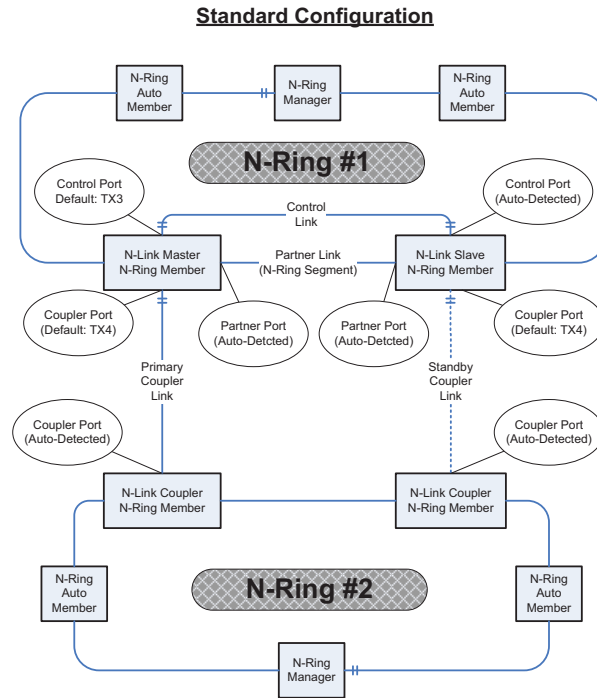 Standard Configuration
N-Ring
Auto
Member
N-Ring
Manager
N-Ring
Auto
Member
N-Ring #1
Control Port
Default: TX3
Control
Link
Control Port
(Auto-Detected)
N-Link Master
N-Ring Member
Partner Link
(N-Ring Segment)
N-Link Slave
N-Ring Member
Coupler Port
(Default: TX4)
Partner Port
(Auto-Detcted)
Partner Port
(Auto-Detcted)
Coupler Port
(Default: TX4)
Primary
Coupler
Link
Standby
Coupler
Link
Coupler Port
(Auto-Detected)
Coupler Port
(Auto-Detected)
N-Link Coupler
N-Ring Member
N-Link Coupler
N-Ring Member
N-Ring
Auto
Member
N-Ring #2
N-Ring
Auto
Member
N-Ring
Manager